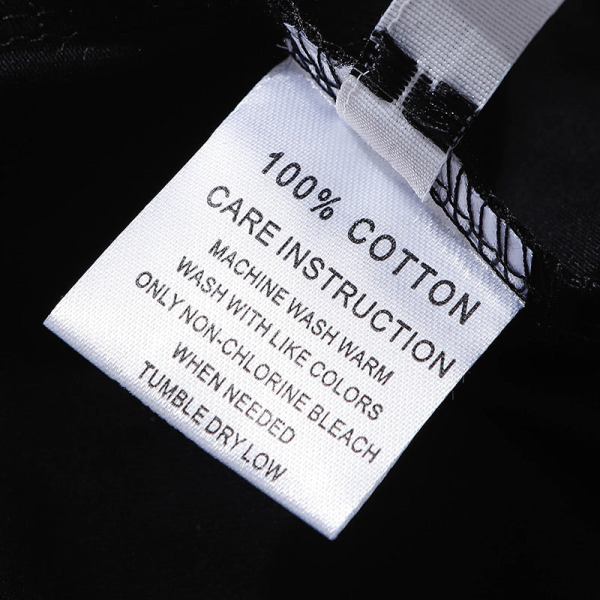 100% COTTON
CARE INSTRUCTION
MACHINE WASH WARM
WASH WITH LIKE COLORS
ONLY NON-CHLORINE BLEACH
WHEN NEEDED
TUMBLE DRY LOW